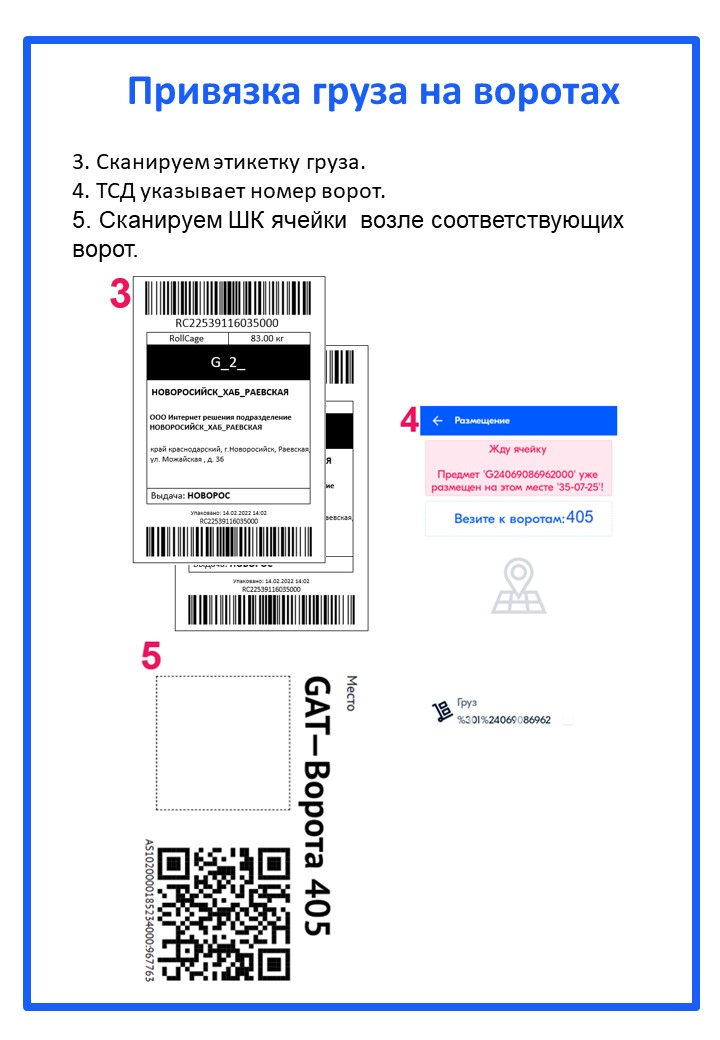 Привязка груза на воротах
3. Сканируем этикетку груза.
4. ТСД указывает номер ворот.
5. Сканируем ШК ячейки возле соответствующих
ворот.
3
RC22539116035000
RollCage 83.00 кг
G_2_
НОВОРОСИЙСК_ХАБ_РАЕВСКАЯ
ООО Интернет решения подразделение
НОВОРОСИЙСК_ХАБ_РАЕВСКАЯ
край краснодарский, г.Новоросийск, Раевская,
ул. Можайская , д. 36
Выдача: НОВОРОС
Упаковано: 14.02.2022 14:02
RC22539116035000
Я
ие
аевская,
Выдача: НОВОРОС
Упаковано: 14.02.2022 14:02
RC22539116035000
4
Размещение
Жду ячейку
Предмет 'G24069086962000' уже
размещен на этом месте '35-07-25'!
Везите к воротам:405
Груз
%301%24069086962
5
Место
GAT—Ворота 405
AS1020000185234000:967763